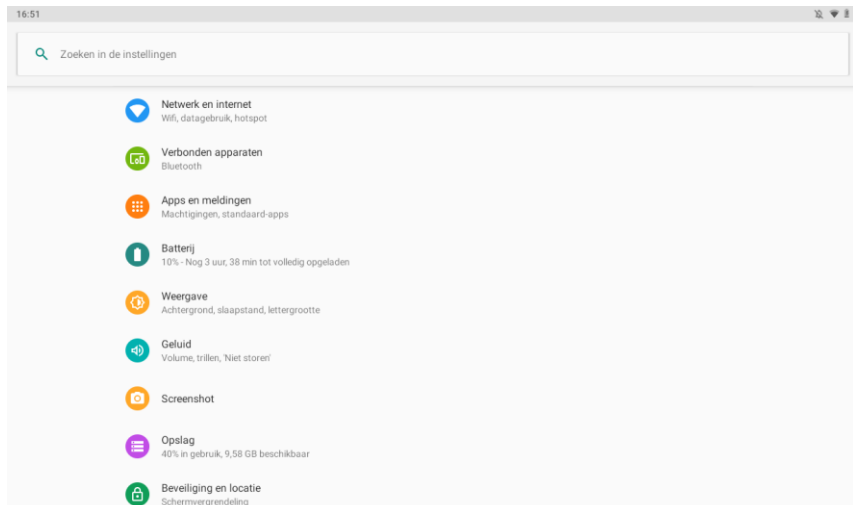 16:51
Zoeken in de instellingen
Netwerk en internet
Wifi, datagebruik, hotspot
Verbonden apparaten
Bluetooth
Apps en meldingen
Machtigingen, standaard-apps
Batterij
10% - Nog 3 uur, 38 min tot volledig opgeladen
Weergave
Achtergrond, slaapstand, lettergrootte
Geluid
Volume, trillen, 'Niet storen'
Screenshot
Opslag
40% in gebruik, 9,58 GB beschikbaar
Beveiliging en locatie
Schermvergrendeling